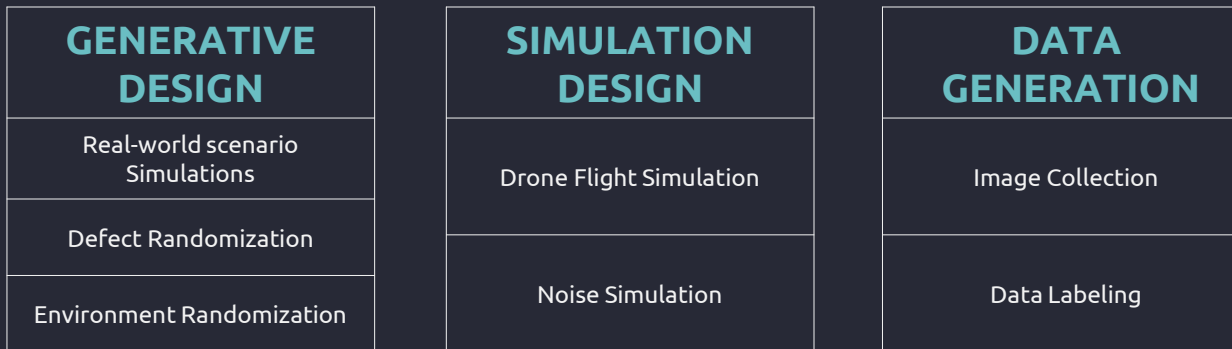 GENERATIVE
DESIGN
Real-world scenario
Simulations
Defect Randomization
Environment Randomization
SIMULATION
DESIGN
Drone Flight Simulation
Noise Simulation
DATA
GENERATION
Image Collection
Data Labeling